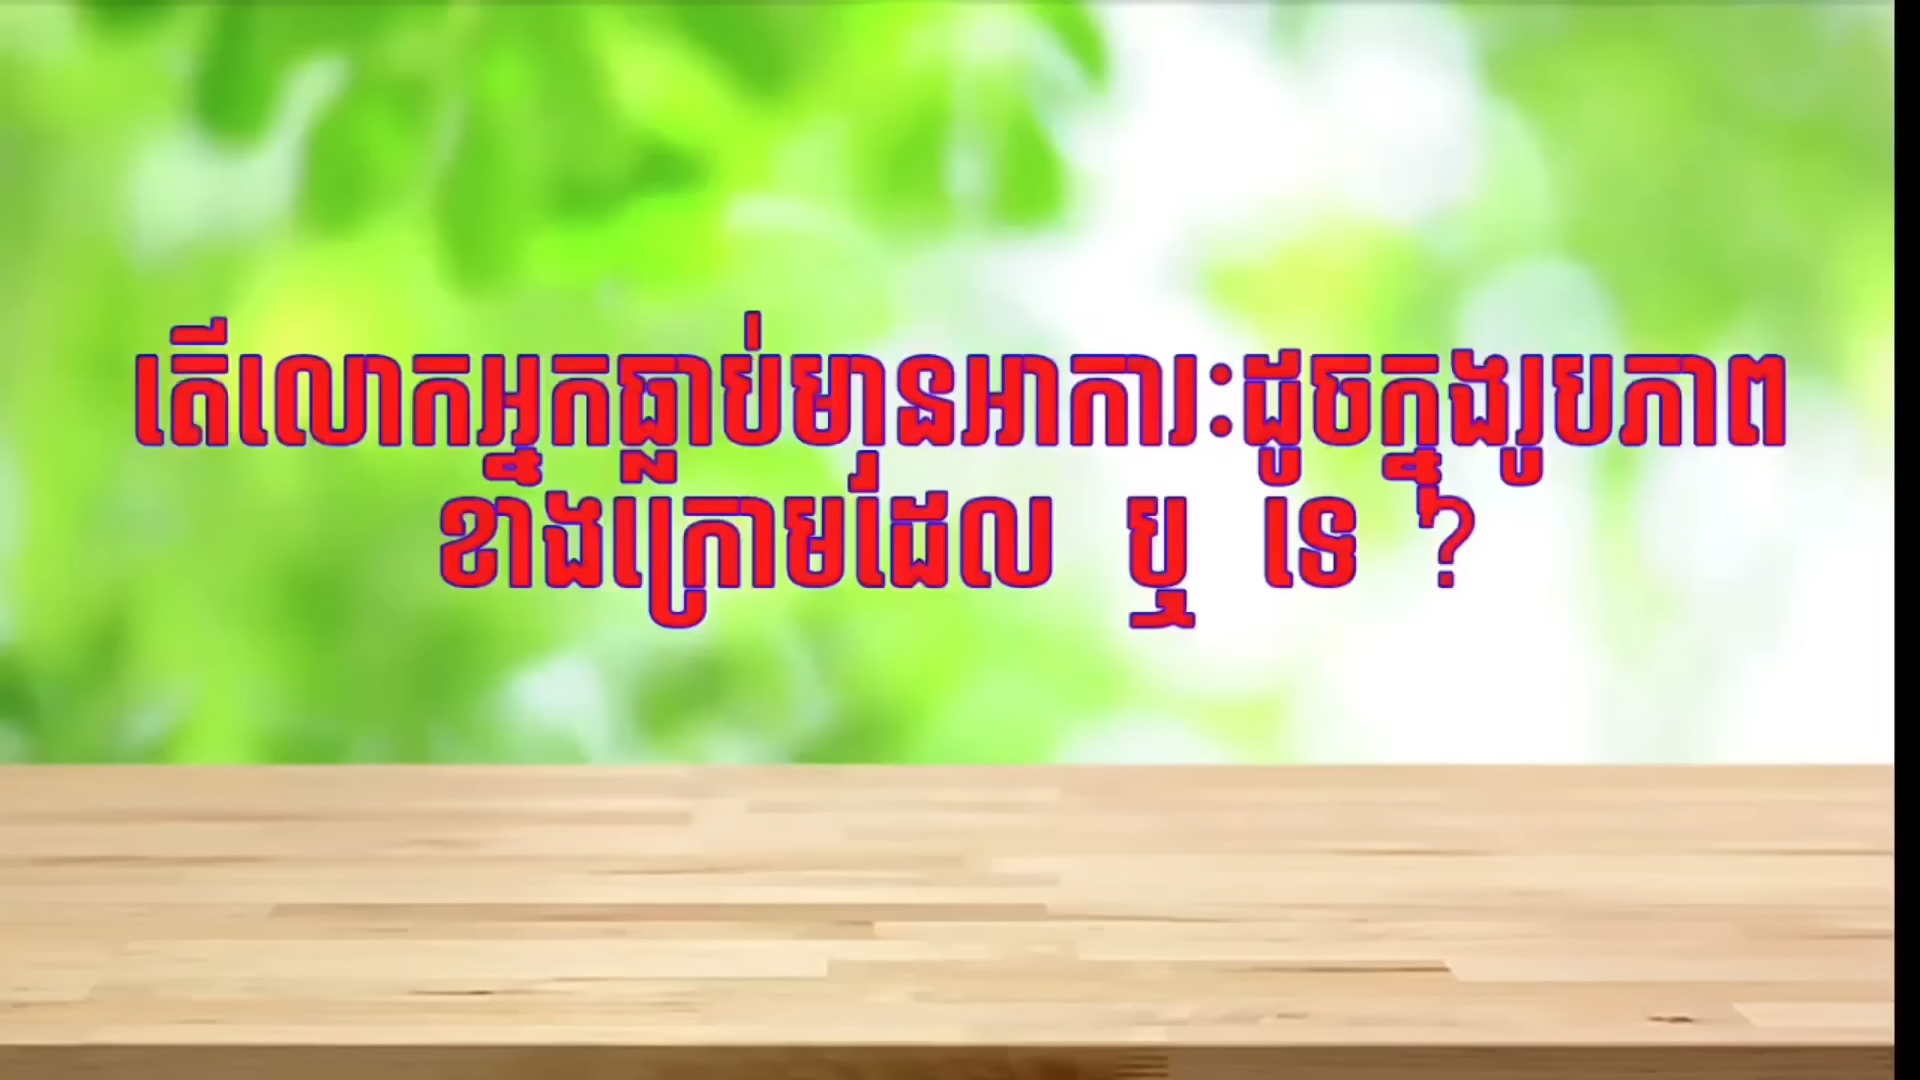 តើលោកអ្នកធ្លាប់មានអាការៈដូចក្នុងរូបភាព
ខាងក្រោមដែល ឬ ទេ ?